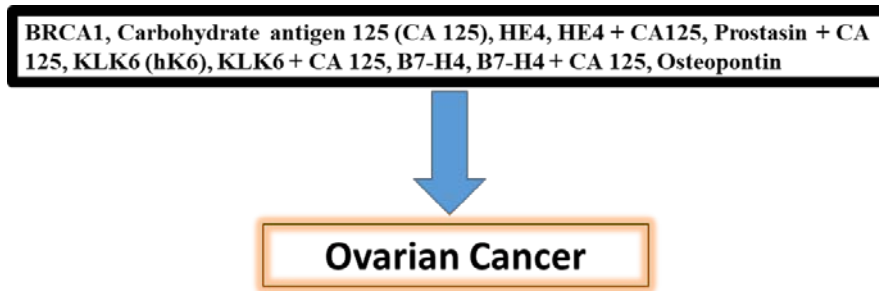 BRCA1, Carbohydrate antigen 125 (CA 125), HE4, HE4 + CA125, Prostasin + CA
125, KLK6 (hK6), KLK6 + CA 125, B7-H4, B7-H4 + CA 125, Osteopontin
Ovarian Cancer